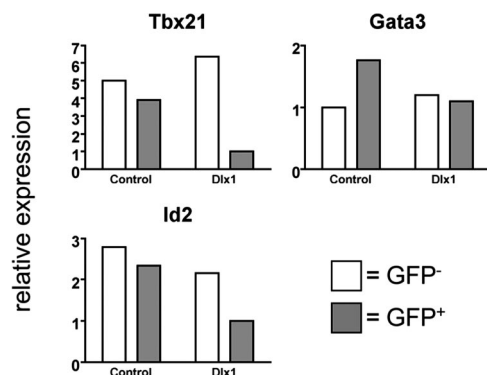 Tbx21
7
6
5
4
3
2
1
0
Control Dlx1
Gata3
2
1
0
Control Dlx1
relative expression
Id2
3
2
1
0
Control Dlx1
= GFP-
= GFP+